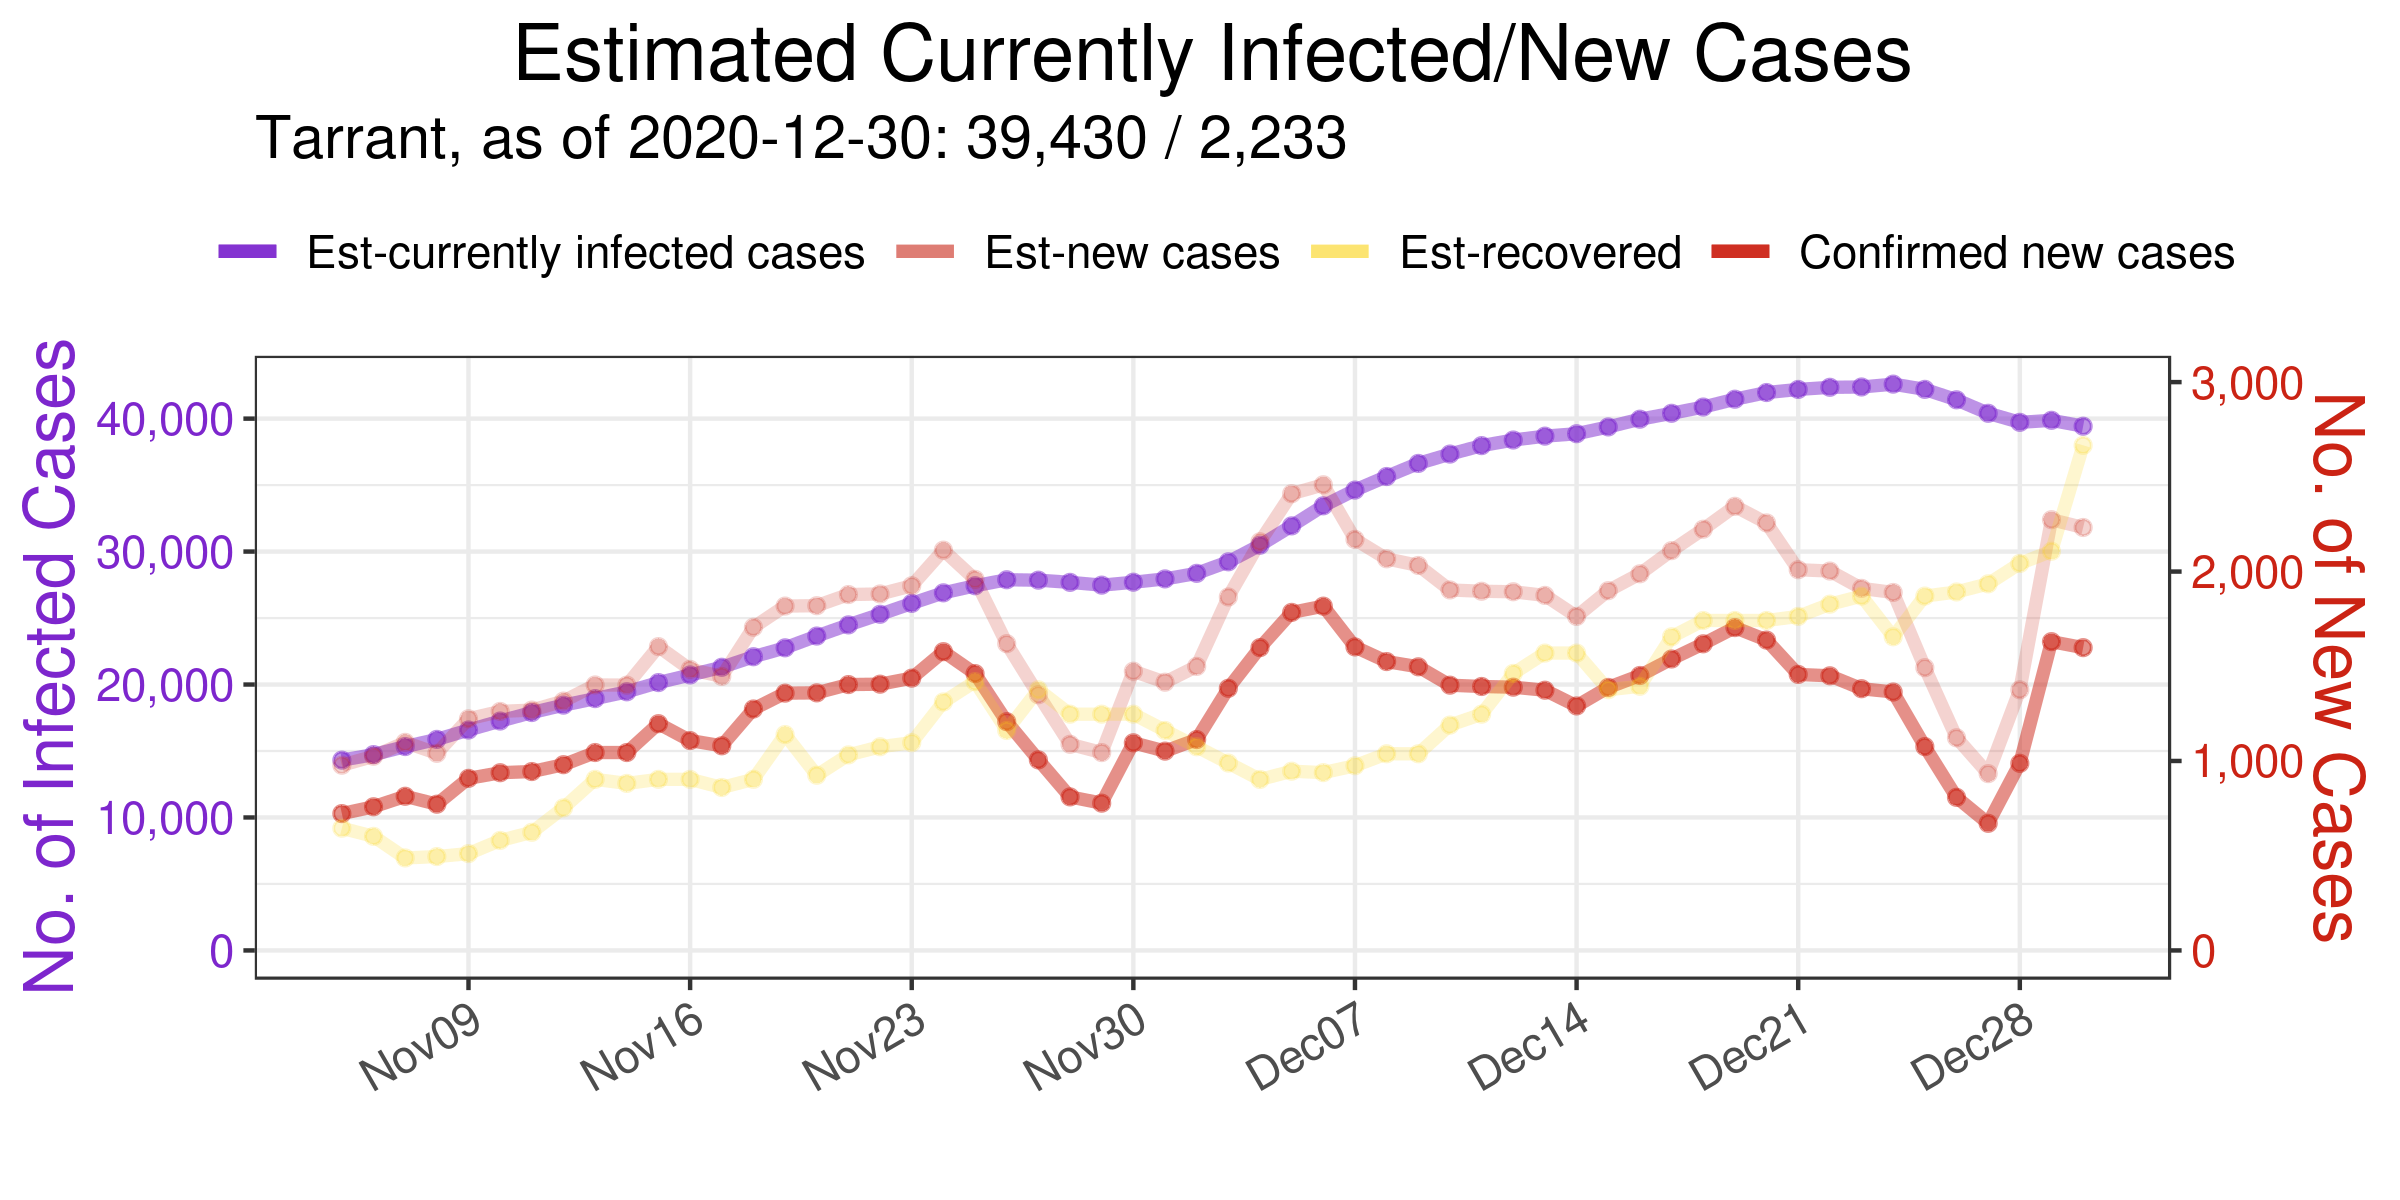 Estimated Currently Infected/New Cases
Tarrant, as of 2020-12-30: 39,430 / 2,233
Est-currently infected cases Est-new cases Est-recovered Confirmed new cases
No. of Infected Cases
40,000
30,000
20,000
10,000
0
3,000
2,000
1,000
0
No. of New Cases
Nov09 Nov16 Nov23 Nov30 Dec07 Dec14 Dec21 Dec28